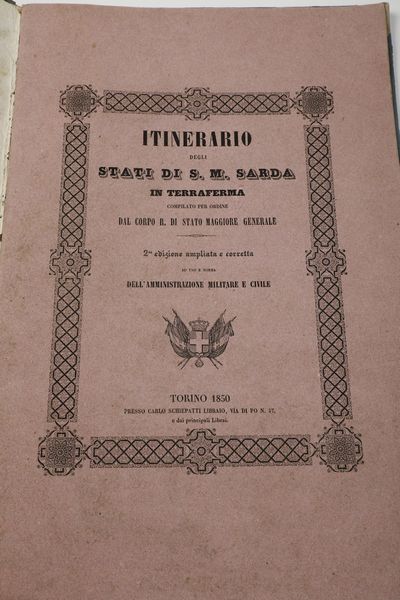 ITINERARIO
DEGLI
STATI DI S. M. SARDA
IN TERRAFERMA
COMPILATO PER ORDINE
DAL CORPO R. DI STATO MAGGIORE GENERALE
2ª edizione ampliata e corretta
AD USO E NORMA
DELL'AMMINISTRAZIONE MILITARE E CIVILE
TORINO 1850
PRESSO CARLO SCHIEPATTI LIBRAIO, VIA DI PO N. 47,
e dai principali Librai.